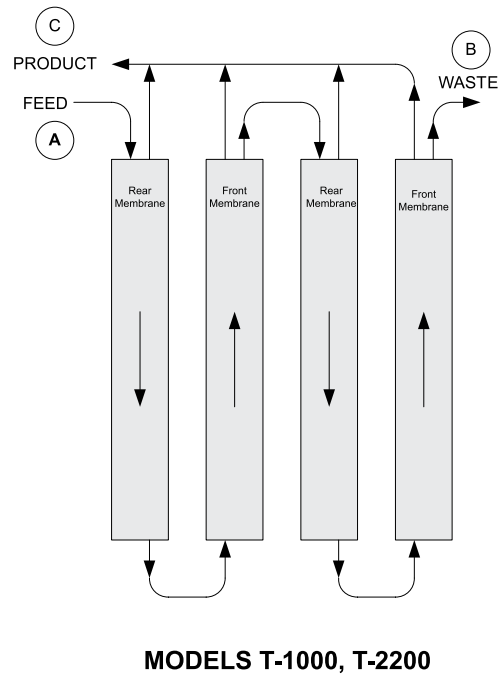 C
PRODUCT
B
WASTE
FEED
A
Rear
Membrane
Front
Membrane
Rear
Membrane
Front
Membrane
MODELS T-1000, T-2200